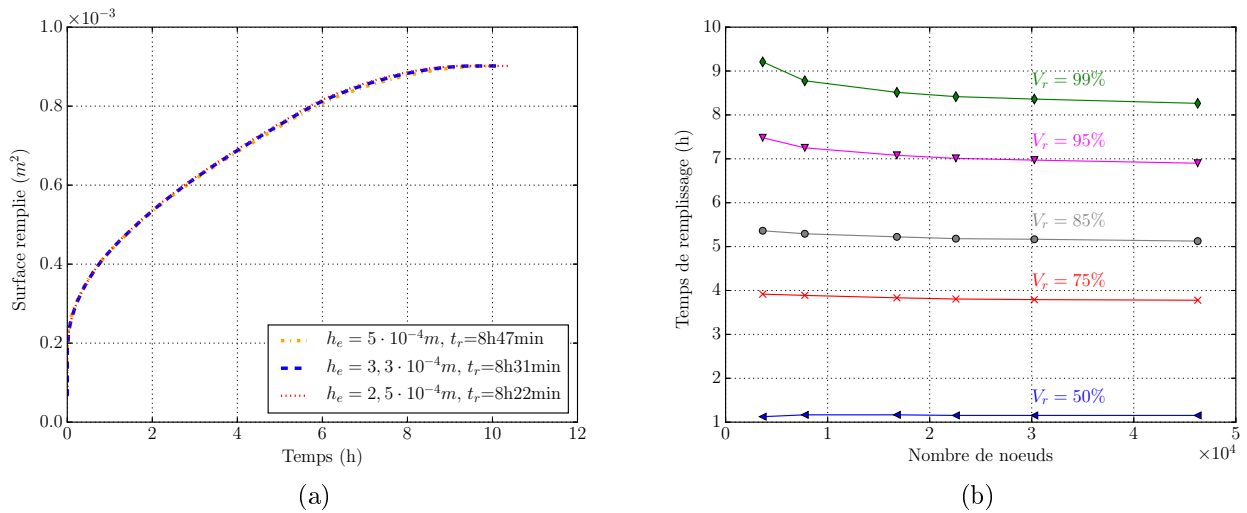 ×10⁻³
1.0
0.8
0.6
0.4
0.2
0.0
Surface remplie (m²)
0 2 4 6 8 10 12
Temps (h)
h_e = 5 · 10⁻⁴m, t_r=8h47min
h_e = 3, 3 · 10⁻⁴m, t_r=8h31min
h_e = 2, 5 · 10⁻⁴m, t_r=8h22min
(a)
10
9
8
7
6
5
4
3
2
1
Temps de remplissage (h)
V_r = 99%
V_r = 95%
V_r = 85%
V_r = 75%
V_r = 50%
0 1 2 3 4 5
×10⁴
Nombre de noeuds
(b)